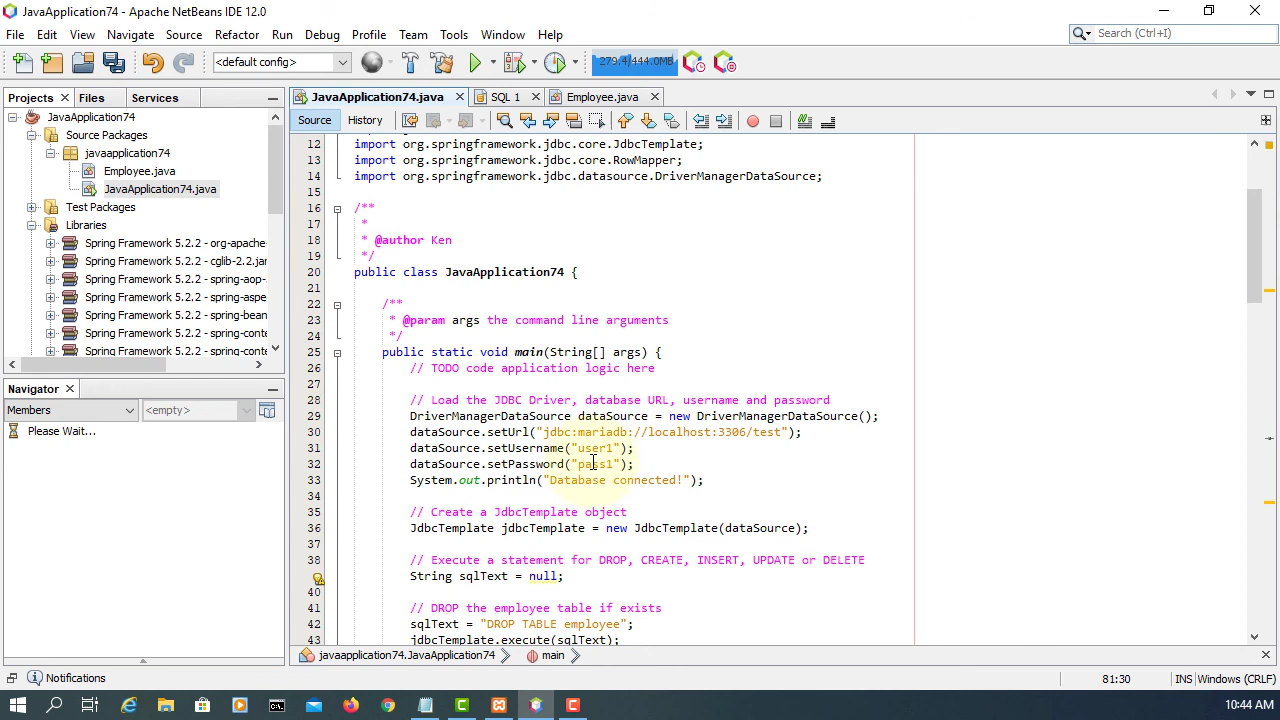 JavaApplication74 - Apache NetBeans IDE 12.0
File Edit View Navigate Source Refactor Run Debug Profile Team Tools Window Help
Search (Ctrl+I)
<default config>
279.4/444.0MB
Projects Files Services
JavaApplication74.java SQL 1 Employee.java
Source History
JavaApplication74
Source Packages
javaapplication74
Employee.java
JavaApplication74.java
Test Packages
Libraries
Spring Framework 5.2.2 - org-apache
Spring Framework 5.2.2 - cglib-2.2.jar
Spring Framework 5.2.2 - spring-aop-
Spring Framework 5.2.2 - spring-aspe
Spring Framework 5.2.2 - spring-bean
Spring Framework 5.2.2 - spring-conte
Spring Framework 5.2.2 - spring-conte
Navigator
Members <empty>
Please Wait...
12 import org.springframework.jdbc.core.JdbcTemplate;
13 import org.springframework.jdbc.core.RowMapper;
14 import org.springframework.jdbc.datasource.DriverManagerDataSource;
15
16 /**
17 *
18 * @author Ken
19 */
20 public class JavaApplication74 {
21
22 /**
23 * @param args the command line arguments
24 */
25 public static void main(String[] args) {
26 // TODO code application logic here
27
28 // Load the JDBC Driver, database URL, username and password
29 DriverManagerDataSource dataSource = new DriverManagerDataSource();
30 dataSource.setUrl("jdbc:mariadb://localhost:3306/test");
31 dataSource.setUsername("user1");
32 dataSource.setPassword("pass1");
33 System.out.println("Database connected!");
34
35 // Create a JdbcTemplate object
36 JdbcTemplate jdbcTemplate = new JdbcTemplate(dataSource);
37
38 // Execute a statement for DROP, CREATE, INSERT, UPDATE or DELETE
String sqlText = null;
40
41 // DROP the employee table if exists
42 sqlText = "DROP TABLE employee";
43 jdbcTemplate.execute(sqlText);
javaapplication74.JavaApplication74 main
Notifications
81:30 INS Windows (CRLF)
10:44 AM